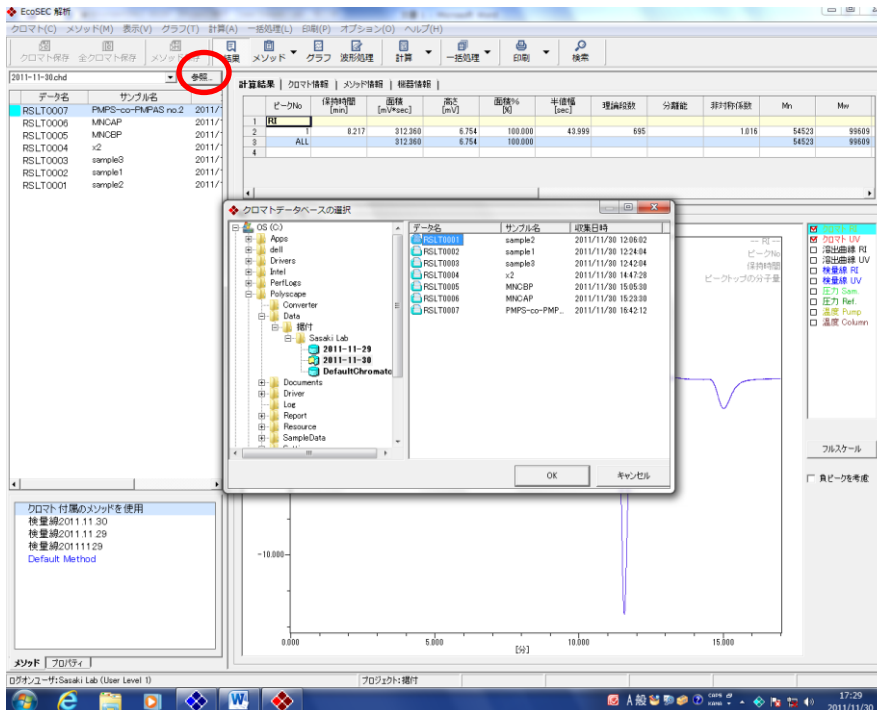 EcoSEC 解析
クロマト(C) メソッド(M) 表示(V) グラフ(T) 計算(A) 一括処理(L) 印刷(P) オプション(O) ヘルプ(H)
クロマト保存 全クロマト保存 メソッド 結果 メソッド グラフ 波形処理 計算 一括処理 印刷 検索
2011-11-30.chd 参照...
データ名 サンプル名
RSLT0007 PMPS-co-PMPAS no.2 2011/
RSLT0006 MNCAP 2011/
RSLT0005 MNCBP 2011/
RSLT0004 x2 2011/
RSLT0003 sample3 2011/
RSLT0002 sample1 2011/
RSLT0001 sample2 2011/
計算結果 クロマト情報 メソッド情報 機器情報
ピークNo 保持時間 [min] 面積 [mV*sec] 高さ [mV] 面積% [%] 半値幅 [sec] 理論段数 分離能 非対称係数 Mn Mw
1 RI
2 1 8.217 312.360 6.754 100.000 43.999 695 1.016 54523 99609
3 ALL 312.360 6.754 100.000 54523 99609
4
クロマトデータベースの選択
OS (C:)
Apps
dell
Drivers
Intel
PerfLogs
Polyscape
Converter
Data
据付
Sasaki Lab
2011-11-29
2011-11-30
DefaultChromato
Documents
Driver
Log
Report
Resource
SampleData
データ名 サンプル名 収集日時
RSLT0001 sample2 2011/11/30 12:06:02
RSLT0002 sample1 2011/11/30 12:24:04
RSLT0003 sample3 2011/11/30 12:42:04
RSLT0004 x2 2011/11/30 14:47:28
RSLT0005 MNCBP 2011/11/30 15:05:30
RSLT0006 MNCAP 2011/11/30 15:23:30
RSLT0007 PMPS-co-PMP... 2011/11/30 16:42:12
OK キャンセル
-- RI --
ピークNo
保持時間
ピークトップの分子量
クロマト RI
クロマト UV
溶出曲線 RI
溶出曲線 UV
検量線 RI
検量線 UV
圧力 Sam.
圧力 Ref.
温度 Pump
温度 Column
フルスケール
負ピークを考慮
-10.000
0.000 5.000 10.000 15.000
[分]
クロマト付属のメソッドを使用
検量線2011.11.30
検量線2011.11.29
検量線20111129
Default Method
メソッド プロパティ
ログオンユーザ:Sasaki Lab (User Level 1) プロジェクト:据付
A 般 CAPS KANA 17:29
2011/11/30